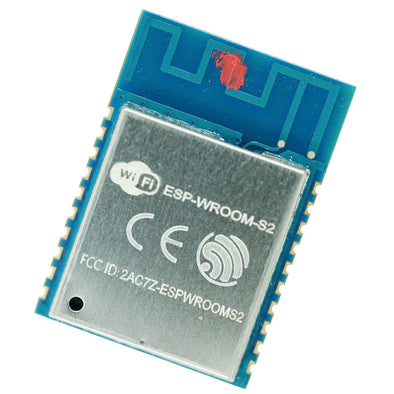 Wi Fi ESP-WROOM-S2
CE
FCC ID:2AC7Z-ESPWROOMS2